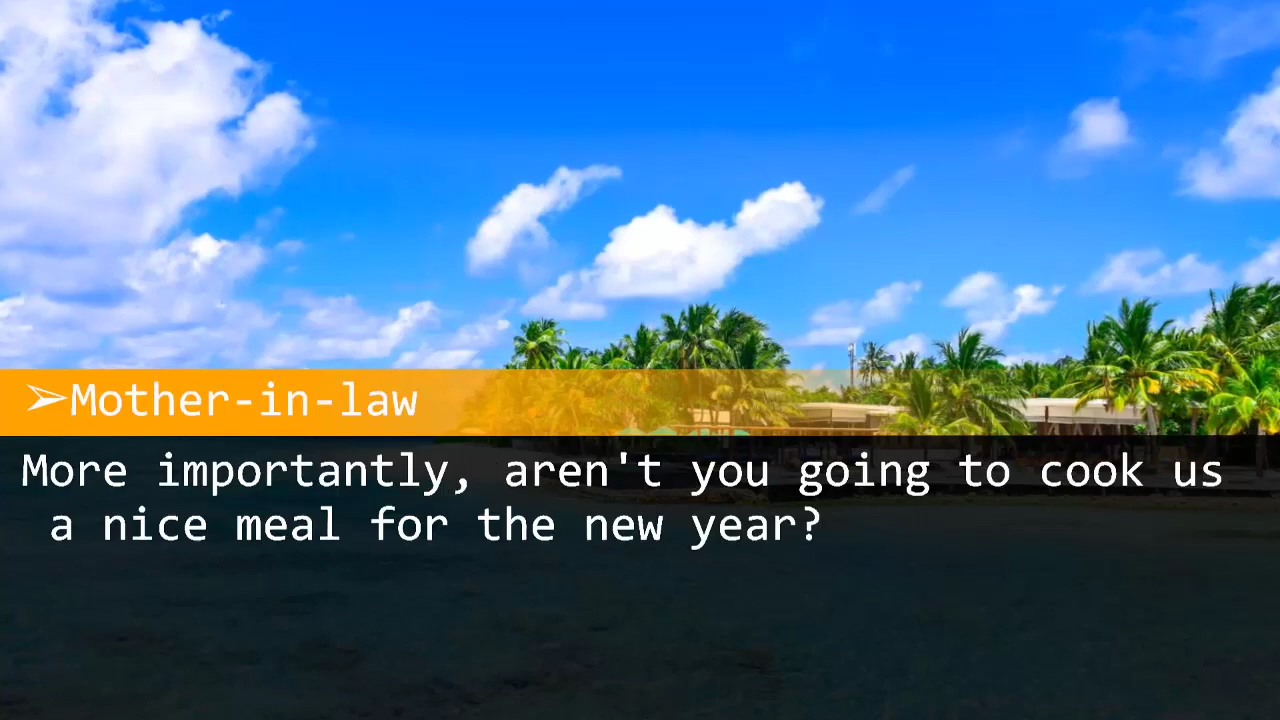 ➢Mother-in-law
More importantly, aren't you going to cook us
a nice meal for the new year?